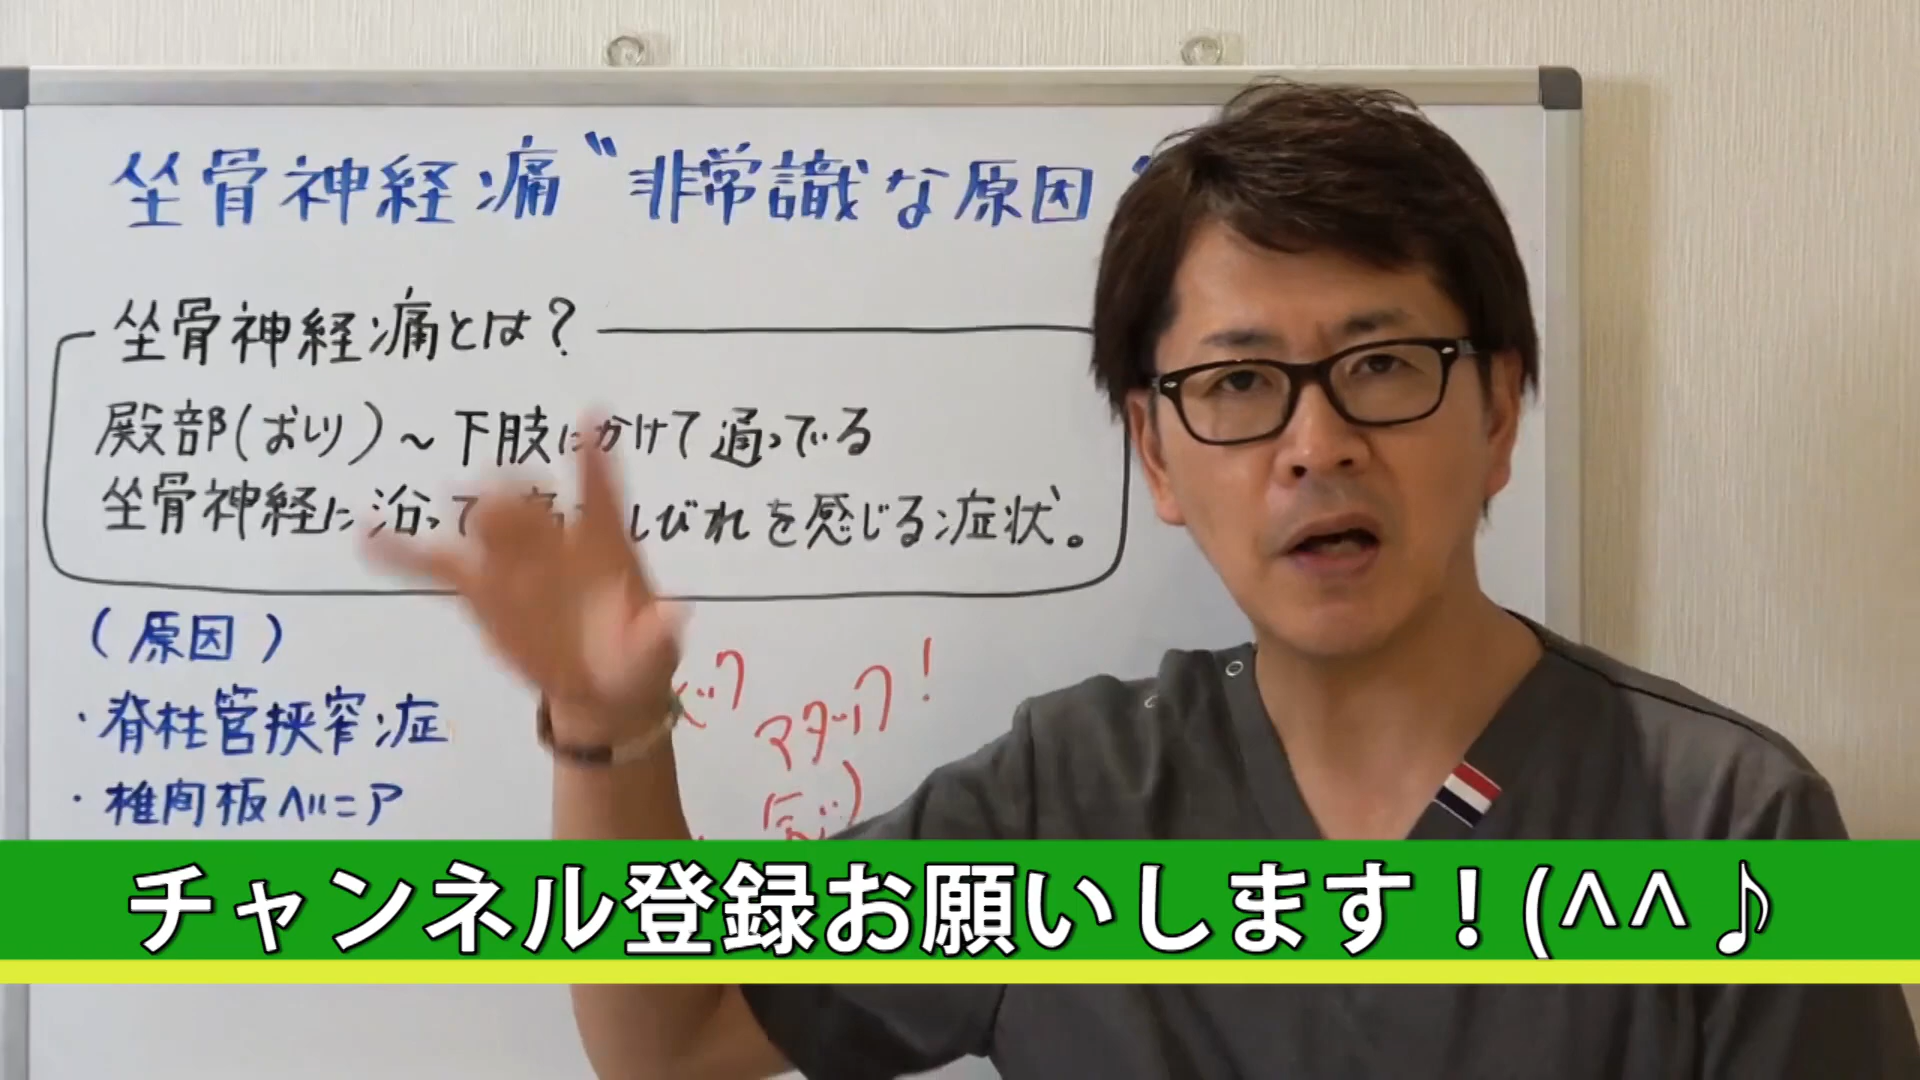 坐骨神経痛〝非常識な原因
坐骨神経痛とは?
殿部(おしり)~下肢にかけて通っている
坐骨神経に沿って しびれを感じる症状。
(原因)
・脊柱管狭窄症
・椎間板ヘルニア
チャンネル登録お願いします!(^^♪